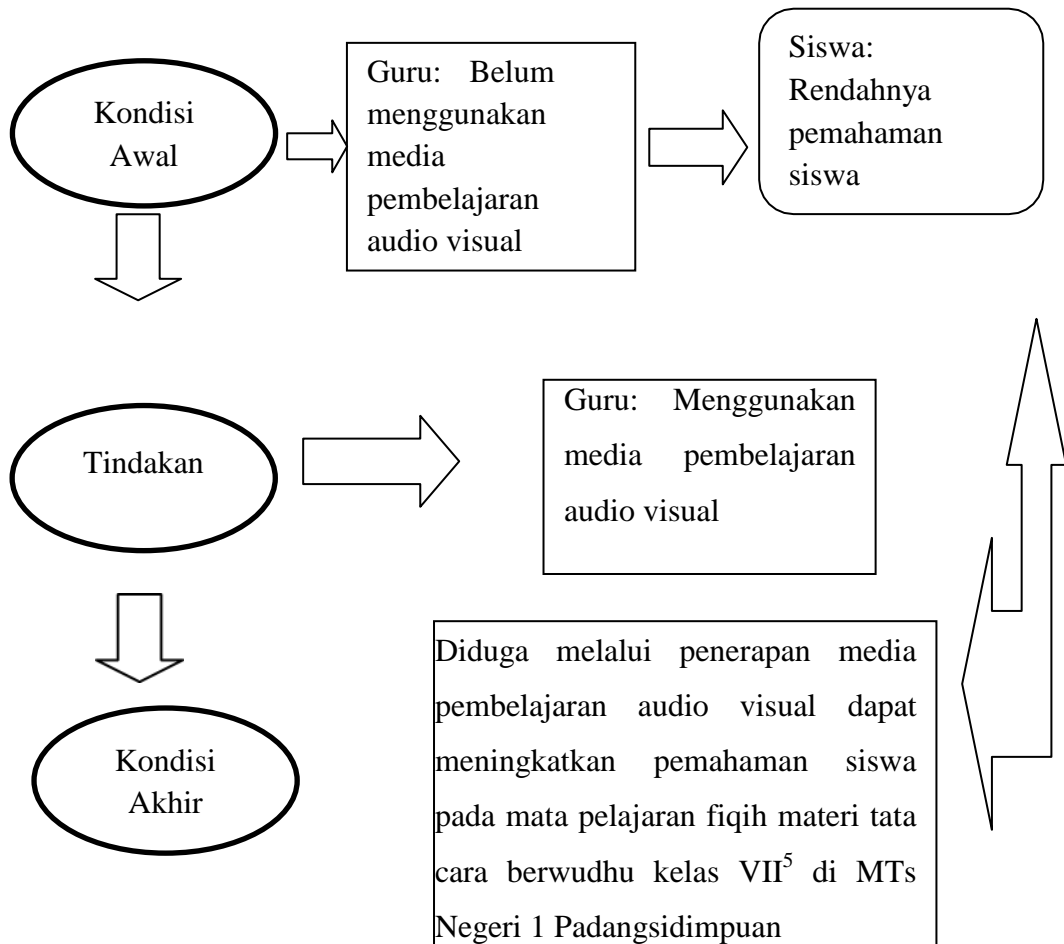 Kondisi
Awal
Guru: Belum
menggunakan
media
pembelajaran
audio visual
Siswa:
Rendahnya
pemahaman
siswa
Tindakan
Guru: Menggunakan
media pembelajaran
audio visual
Kondisi
Akhir
Diduga melalui penerapan media
pembelajaran audio visual dapat
meningkatkan pemahaman siswa
pada mata pelajaran fiqih materi tata
cara berwudhu kelas VII⁵ di MTs
Negeri 1 Padangsidimpuan